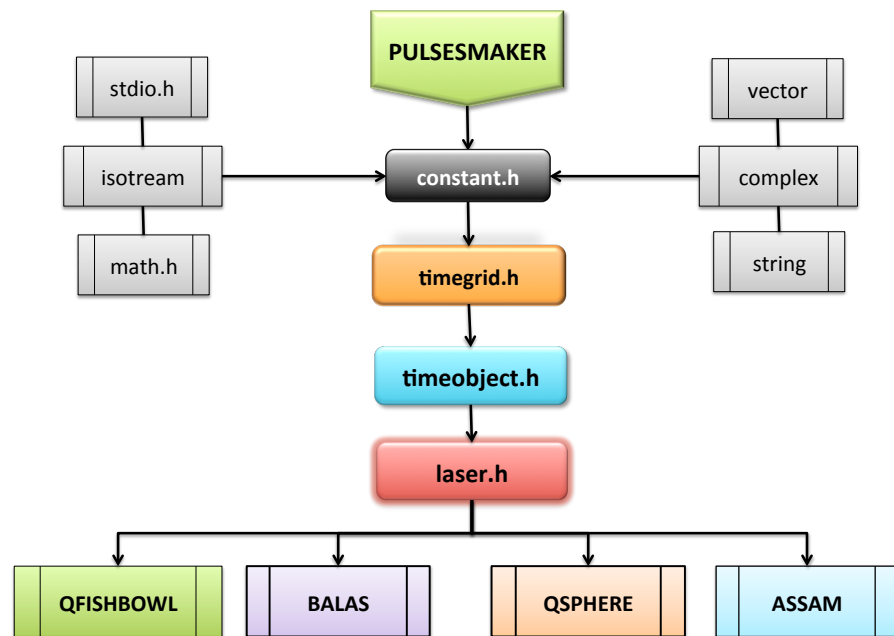 PULSESMAKER
stdio.h
vector
isotream
constant.h
complex
math.h
timegrid.h
string
timeobject.h
laser.h
QFISHBOWL
BALAS
QSPHERE
ASSAM